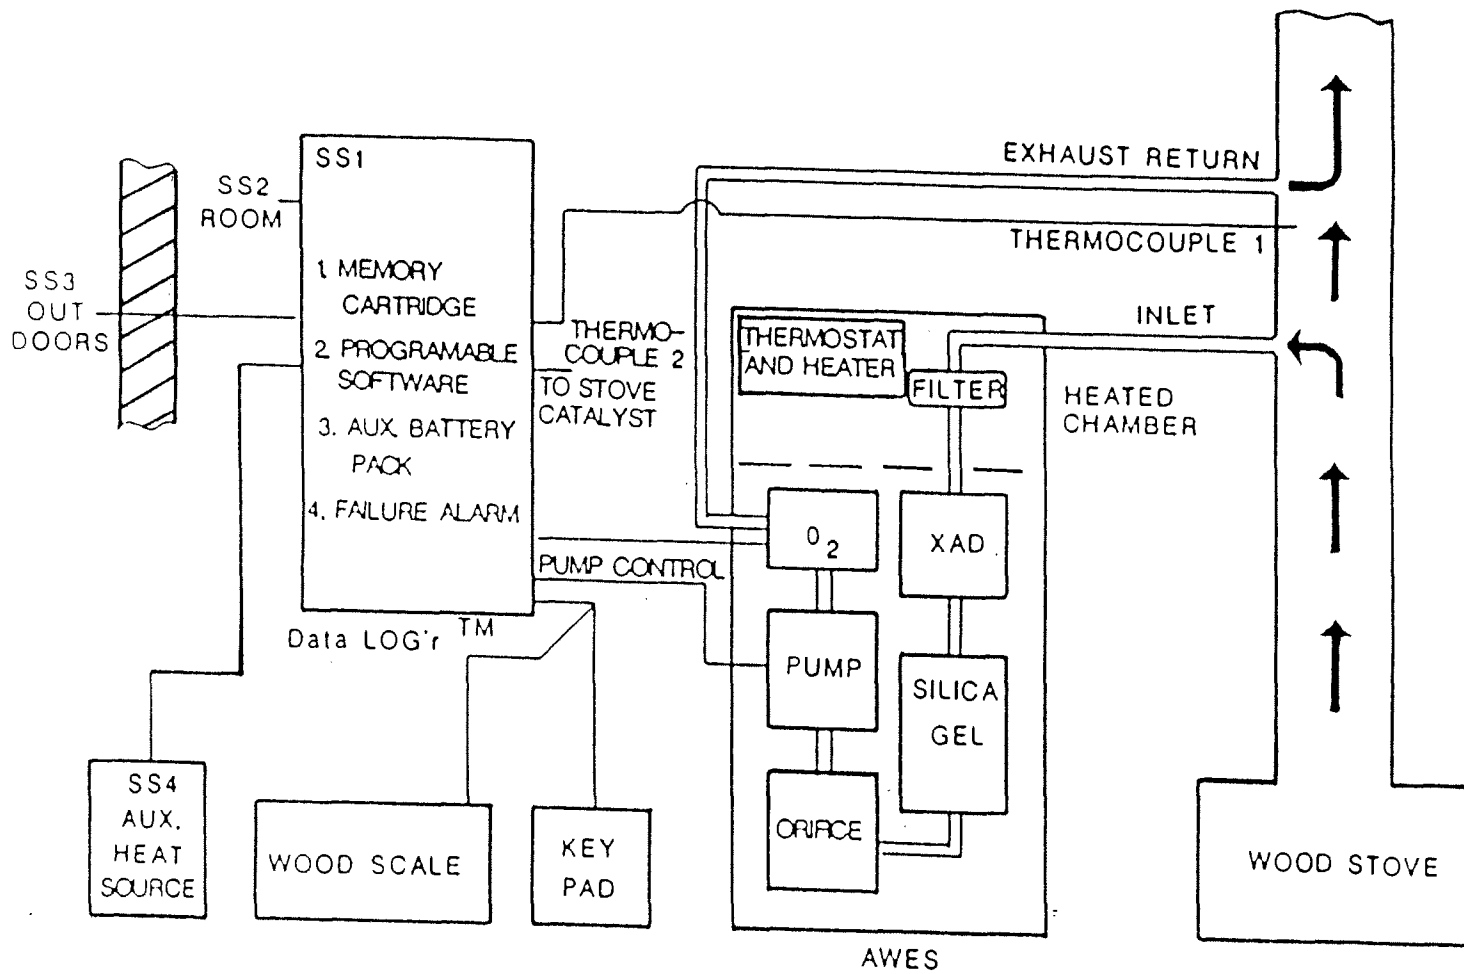 EXHAUST RETURN
SS1
SS2
ROOM
THERMOCOUPLE 1
1. MEMORY
CARTRIDGE
SS3
OUT
DOORS
INLET
THERMO-
COUPLE 2
TO STOVE
CATALYST
THERMOSTAT
AND HEATER
FILTER
2. PROGRAMABLE
SOFTWARE
HEATED
CHAMBER
3. AUX. BATTERY
PACK
4. FAILURE ALARM
O2
XAD
PUMP CONTROL
Data LOG'r TM
PUMP
SILICA
GEL
SS4
AUX.
HEAT
SOURCE
WOOD SCALE
KEY
PAD
ORIFICE
WOOD STOVE
AWES